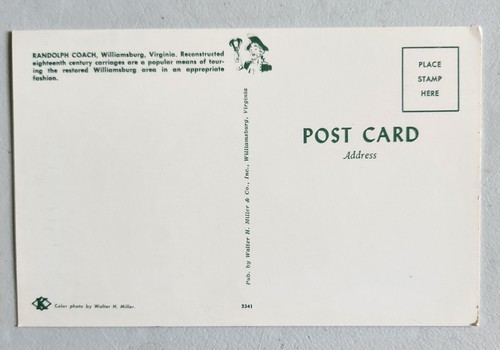 RANDOLPH COACH, Williamsburg, Virginia. Reconstructed
eighteenth century carriages are a popular means of tour-
ing the restored Williamsburg area in an appropriate
fashion.
PLACE
STAMP
HERE
POST CARD
Address
Pub. by Walter H. Miller & Co., Inc., Williamsburg, Virginia
K
Color photo by Walter H. Miller.
2341